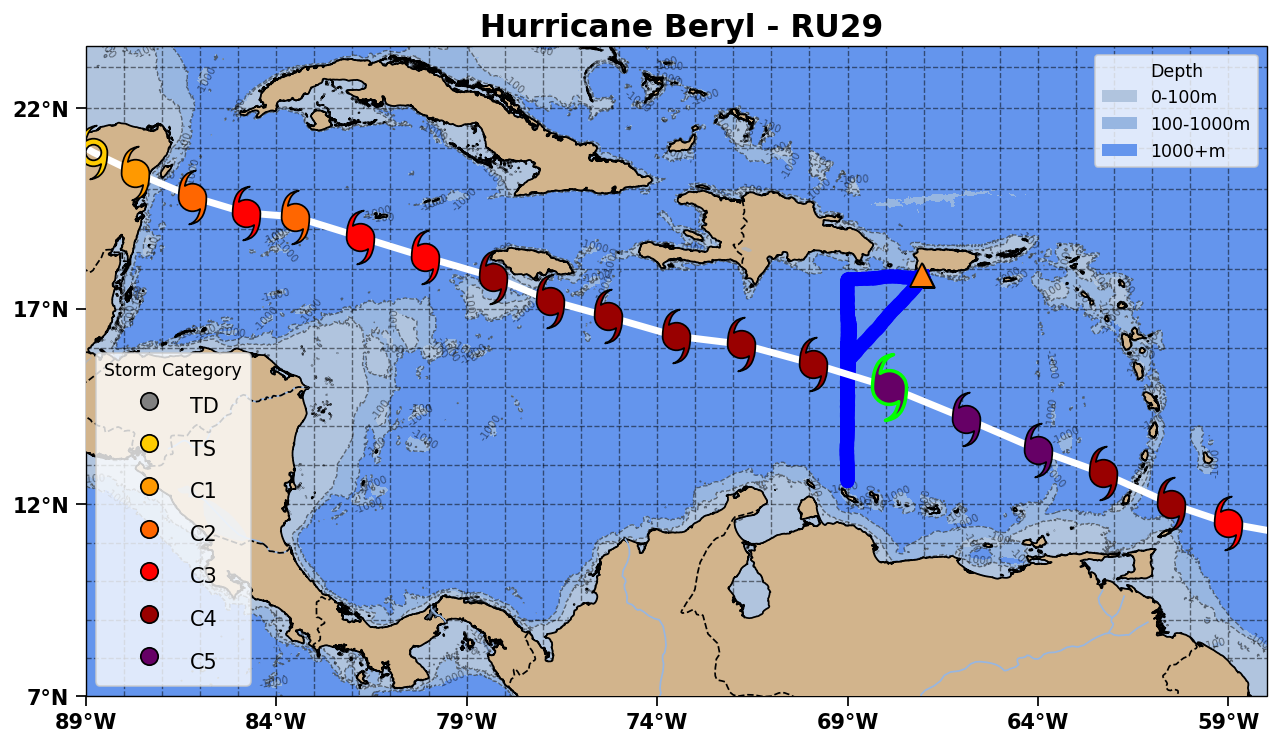 Hurricane Beryl - RU29
22°N
17°N
12°N
7°N
89°W
84°W
79°W
74°W
69°W
64°W
59°W
Depth
0-100m
100-1000m
1000+m
Storm Category
TD
TS
C1
C2
C3
C4
C5